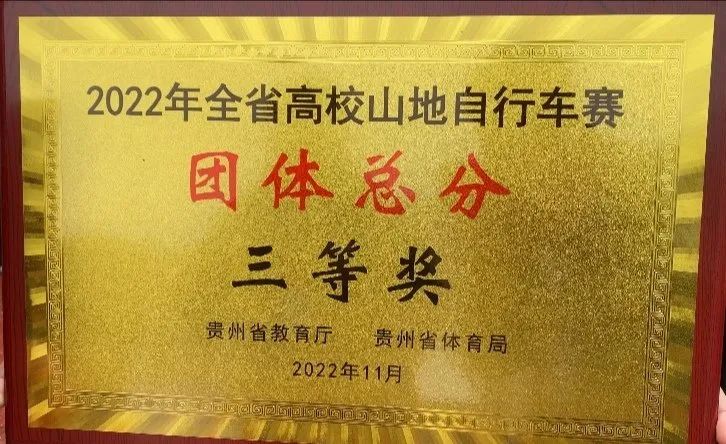 2022年全省高校山地自行车赛
团体总分
三等奖
贵州省教育厅 贵州省体育局
2022年11月